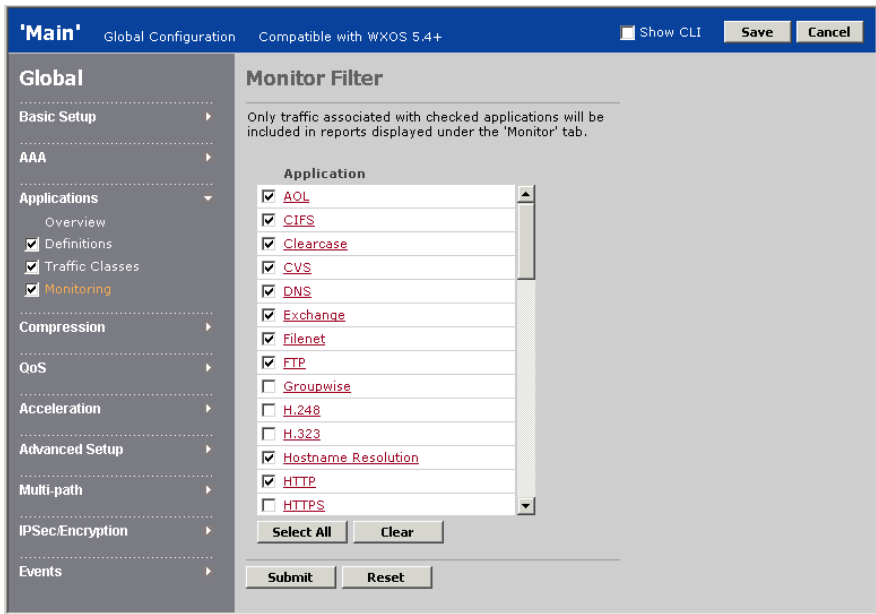 'Main' Global Configuration Compatible with WXOS 5.4+ Show CLI Save Cancel
Global
Basic Setup
AAA
Applications
Overview
Definitions
Traffic Classes
Monitoring
Compression
QoS
Acceleration
Advanced Setup
Multi-path
IPSec/Encryption
Events
Monitor Filter
Only traffic associated with checked applications will be
included in reports displayed under the 'Monitor' tab.
Application
AOL
CIFS
Clearcase
CVS
DNS
Exchange
Filenet
FTP
Groupwise
H.248
H.323
Hostname Resolution
HTTP
HTTPS
Select All Clear
Submit Reset